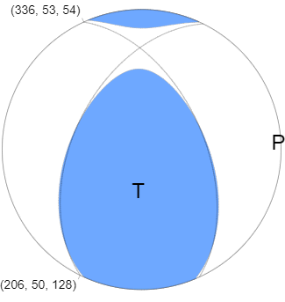 (336, 53, 54)
P
T
(206, 50, 128)